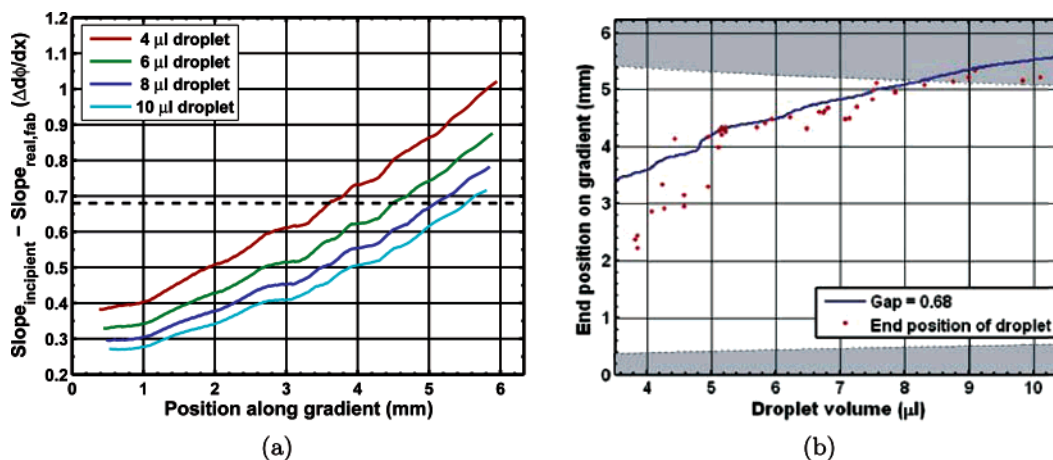 4 μl droplet
6 μl droplet
8 μl droplet
10 μl droplet
1.2
1.1
1
0.9
0.8
0.7
0.6
0.5
0.4
0.3
0.2
0 1 2 3 4 5 6
Slope_incipient − Slope_real,fab (Δdϕ/dx)
Position along gradient (mm)
(a)
6
5
4
3
2
1
0
4 5 6 7 8 9 10
End position on gradient (mm)
Gap = 0.68
End position of droplet
Droplet volume (μl)
(b)